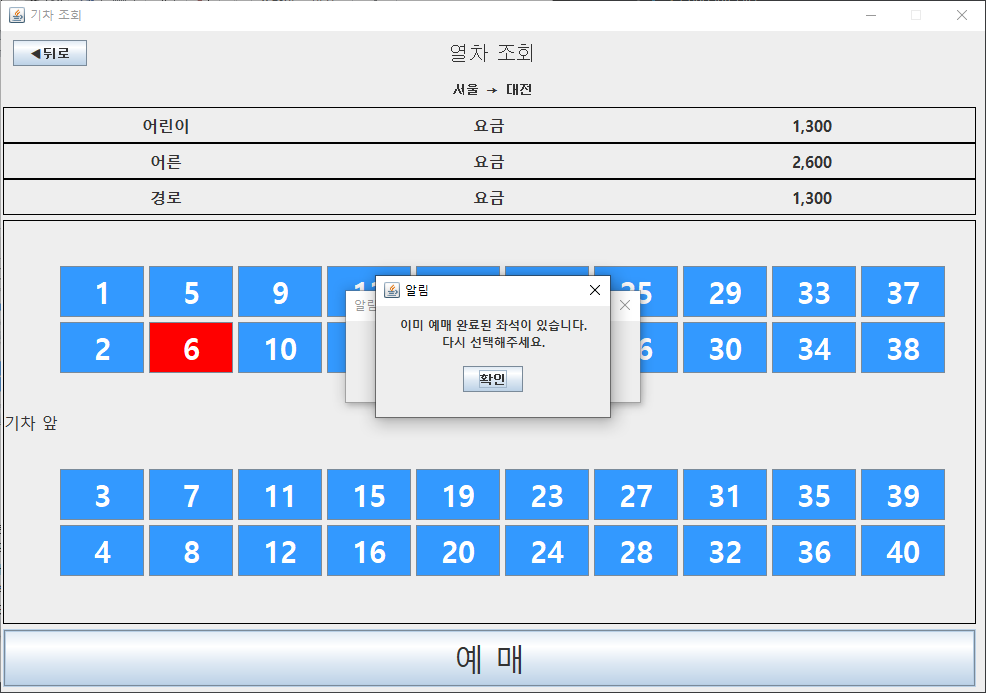 기차 조회
◀뒤로
열차 조회
서울 → 대전
어린이 요금 1,300
어른 요금 2,600
경로 요금 1,300
1 5 9 29 33 37
알림
알림
이미 예매 완료된 좌석이 있습니다.
다시 선택해주세요.
확인
2 6 10 30 34 38
기차 앞
3 7 11 15 19 23 27 31 35 39
4 8 12 16 20 24 28 32 36 40
예 매